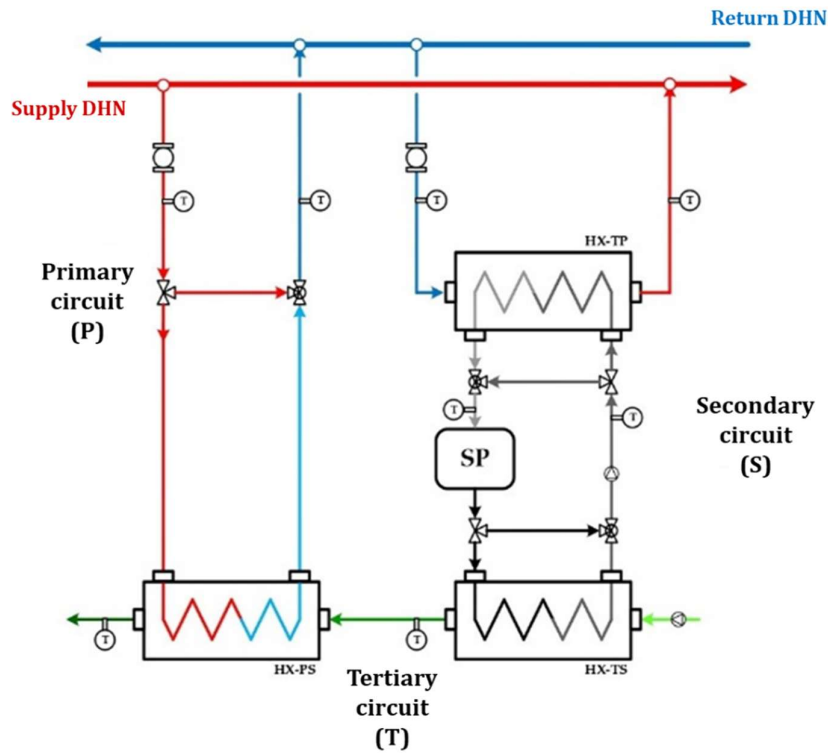 Return DHN
Supply DHN
T
T
T
T
HX-TP
Primary
circuit
(P)
T
T
Secondary
circuit
(S)
SP
T
T
HX-PS
HX-TS
Tertiary
circuit
(T)